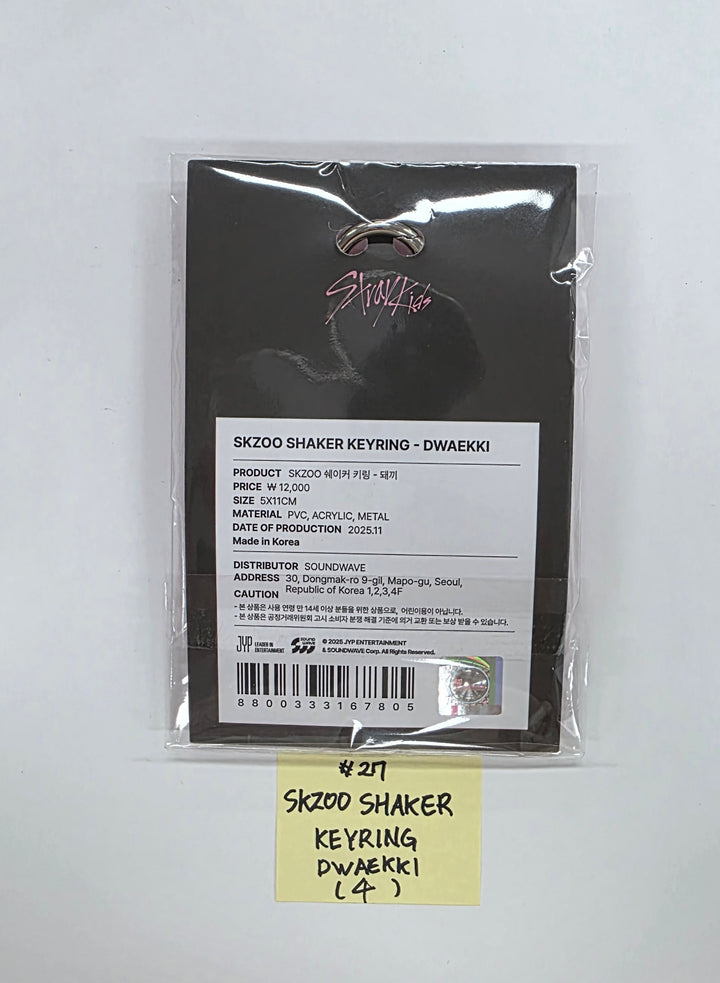 Stray Kids
SKZOO SHAKER KEYRING - DWAEKKI
PRODUCT SKZOO 쉐이커 키링 - 돼끼
PRICE ₩ 12,000
SIZE 5X11CM
MATERIAL PVC, ACRYLIC, METAL
DATE OF PRODUCTION 2025.11
Made in Korea
DISTRIBUTOR SOUNDWAVE
ADDRESS 30, Dongmak-ro 9-gil, Mapo-gu, Seoul,
Republic of Korea 1,2,3,4F
CAUTION
- 본 상품은 사용 연령 만 14세 이상 분들을 위한 상품으로, 어린이용이 아닙니다.
- 본 상품은 공정거래위원회 고시 소비자 분쟁 해결 기준에 의거 교환 또는 보상 받을 수 있습니다.
JYP LEADER IN
ENTERTAINMENT
sound
wave
© 2025 JYP ENTERTAINMENT
& SOUNDWAVE Corp. All Rights Reserved.
8800333167805
#27
SKZOO SHAKER
KEYRING
DWAEKKI
(4)